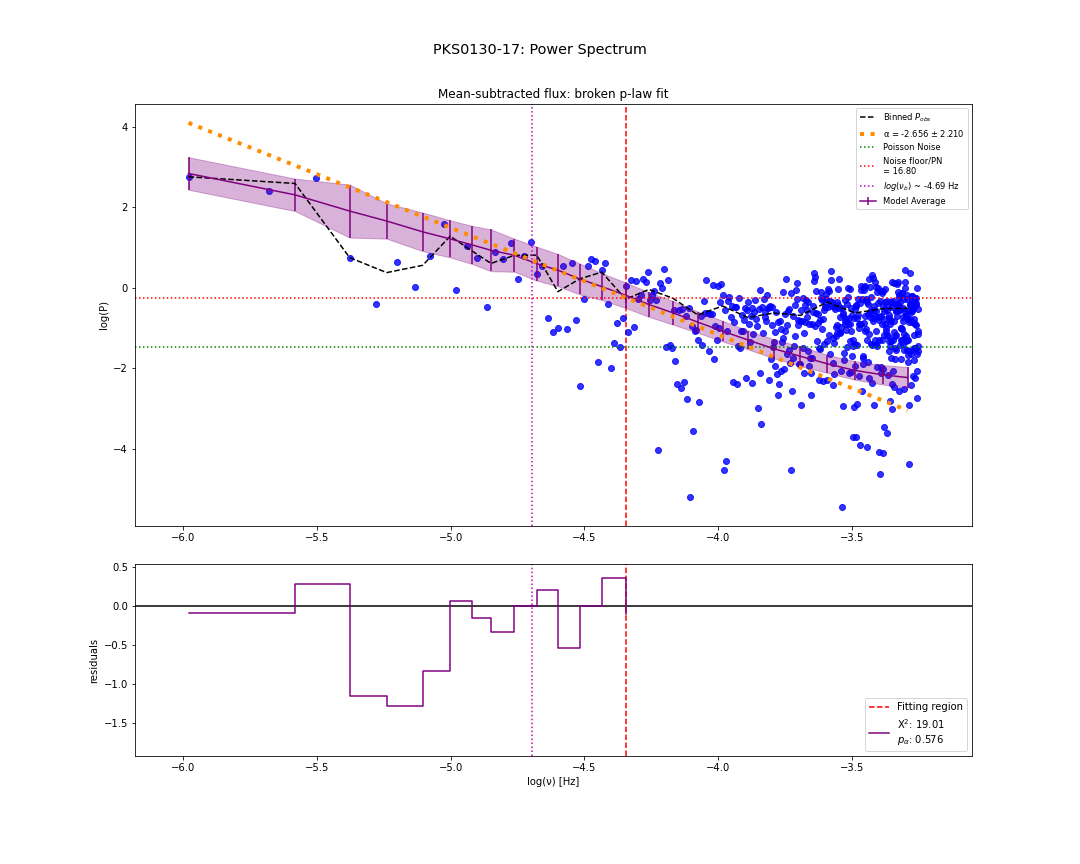 PKS0130-17: Power Spectrum
Mean-subtracted flux: broken p-law fit
log(P)
4
2
0
−2
−4
Binned P_obs
α = -2.656 ± 2.210
Poisson Noise
Noise floor/PN
= 16.80
log(ν_b) ~ -4.69 Hz
Model Average
−6.0 −5.5 −5.0 −4.5 −4.0 −3.5
residuals
0.5
0.0
−0.5
−1.0
−1.5
Fitting region
X²: 19.01
p_α: 0.576
−6.0 −5.5 −5.0 −4.5 −4.0 −3.5
log(ν) [Hz]